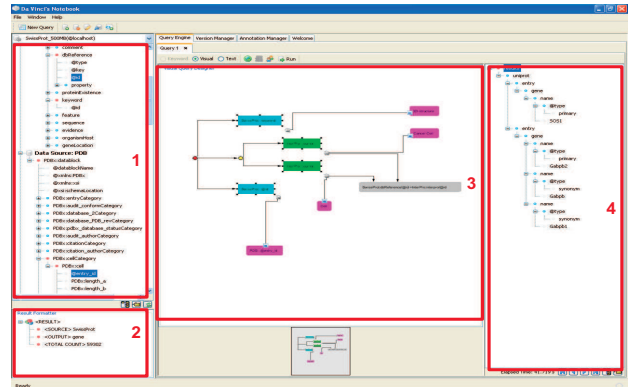 Da Vinci's Notebook
File Window Help
New Query
SwissProt_500MB(@localhost)
comment
dbReference
@type
@key
@id
property
proteinExistence
keyword
@id
feature
sequence
evidence
organismHost
geneLocation
Data Source: PDB
PDBx:datablock
@datablockName
@xmlns:PDBx
@xmlns:xsi
@xsi:schemaLocation
PDBx:entryCategory
PDBx:audit_conformCategory
PDBx:database_2Category
PDBx:database_PDB_revCategory
PDBx:pdbx_database_statusCategory
PDBx:audit_authorCategory
PDBx:citationCategory
PDBx:citation_authorCategory
PDBx:cellCategory
PDBx:cell
@entry_id
PDBx:length_a
PDBx:length_b
1
Result Formatter
<RESULT>
<SOURCE> SwissProt
<OUTPUT> gene
<TOTAL COUNT> 59302
2
Query Engine Version Manager Annotation Manager Welcome
Query 1
Visual Text Run
3
uniprot
entry
gene
name
@type
primary
SOS1
entry
gene
name
@type
primary
Gabpb2
name
@type
synonym
Gabpb
name
@type
synonym
Gabpb1
4
Ready